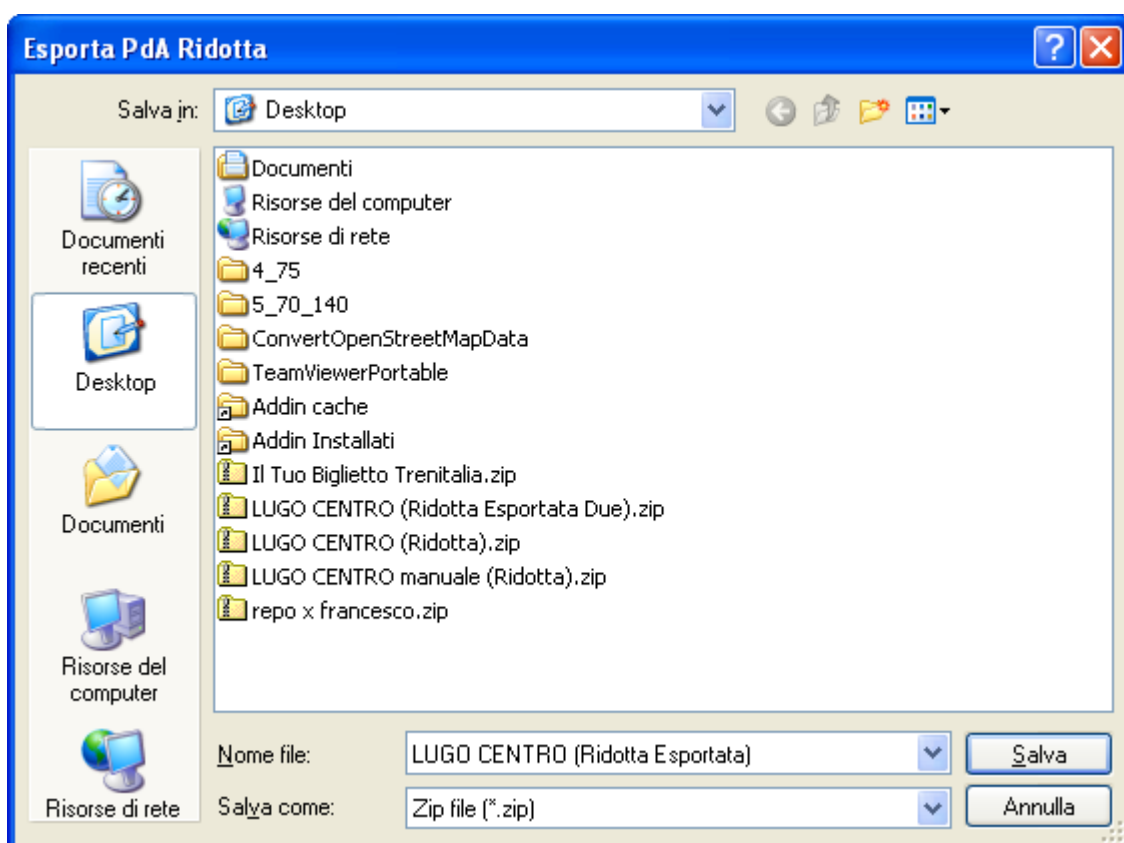 Esporta PdA Ridotta
Salva in:
Desktop
Documenti
recenti
Desktop
Documenti
Risorse del
computer
Risorse di rete
Documenti
Risorse del computer
Risorse di rete
4_75
5_70_140
ConvertOpenStreetMapData
TeamViewerPortable
Addin cache
Addin Installati
Il Tuo Biglietto Trenitalia.zip
LUGO CENTRO (Ridotta Esportata Due).zip
LUGO CENTRO (Ridotta).zip
LUGO CENTRO manuale (Ridotta).zip
repo x francesco.zip
Nome file:
LUGO CENTRO (Ridotta Esportata)
Salva
Salva come:
Zip file (*.zip)
Annulla